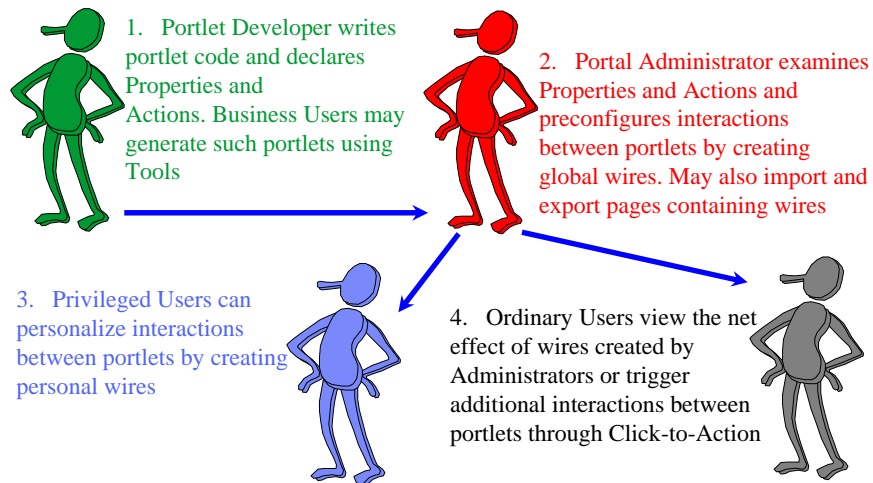 1. Portlet Developer writes
portlet code and declares
Properties and
Actions. Business Users may
generate such portlets using
Tools
2. Portal Administrator examines
Properties and Actions and
preconfigures interactions
between portlets by creating
global wires. May also import and
export pages containing wires
3. Privileged Users can
personalize interactions
between portlets by creating
personal wires
4. Ordinary Users view the net
effect of wires created by
Administrators or trigger
additional interactions between
portlets through Click-to-Action